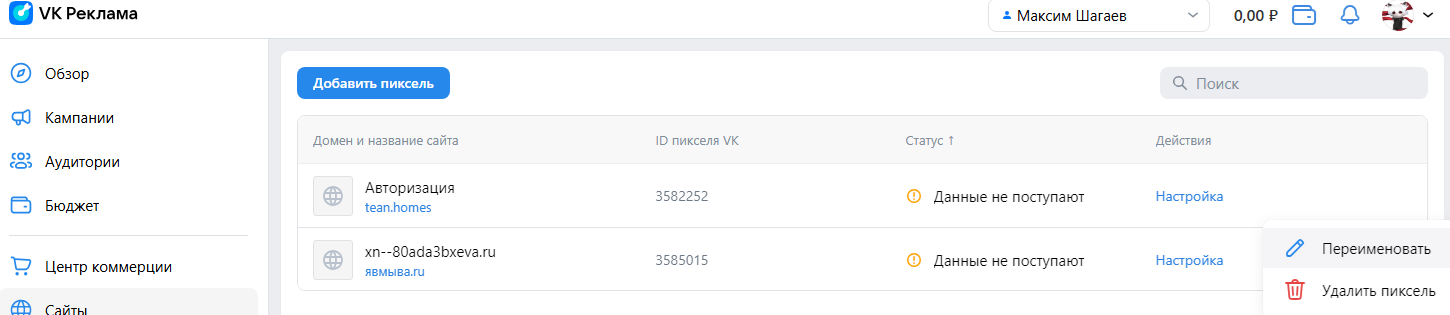 VK Реклама
Максим Шагаев
0,00 ₽
Обзор
Кампании
Аудитории
Бюджет
Центр коммерции
Сайты
Добавить пиксель
Поиск
Домен и название сайта
ID пикселя VK
Статус ↑
Действия
Авторизация
tean.homes
3582252
Данные не поступают
Настройка
xn--80ada3bxeva.ru
явмыва.ru
3585015
Данные не поступают
Настройка
Переименовать
Удалить пиксель